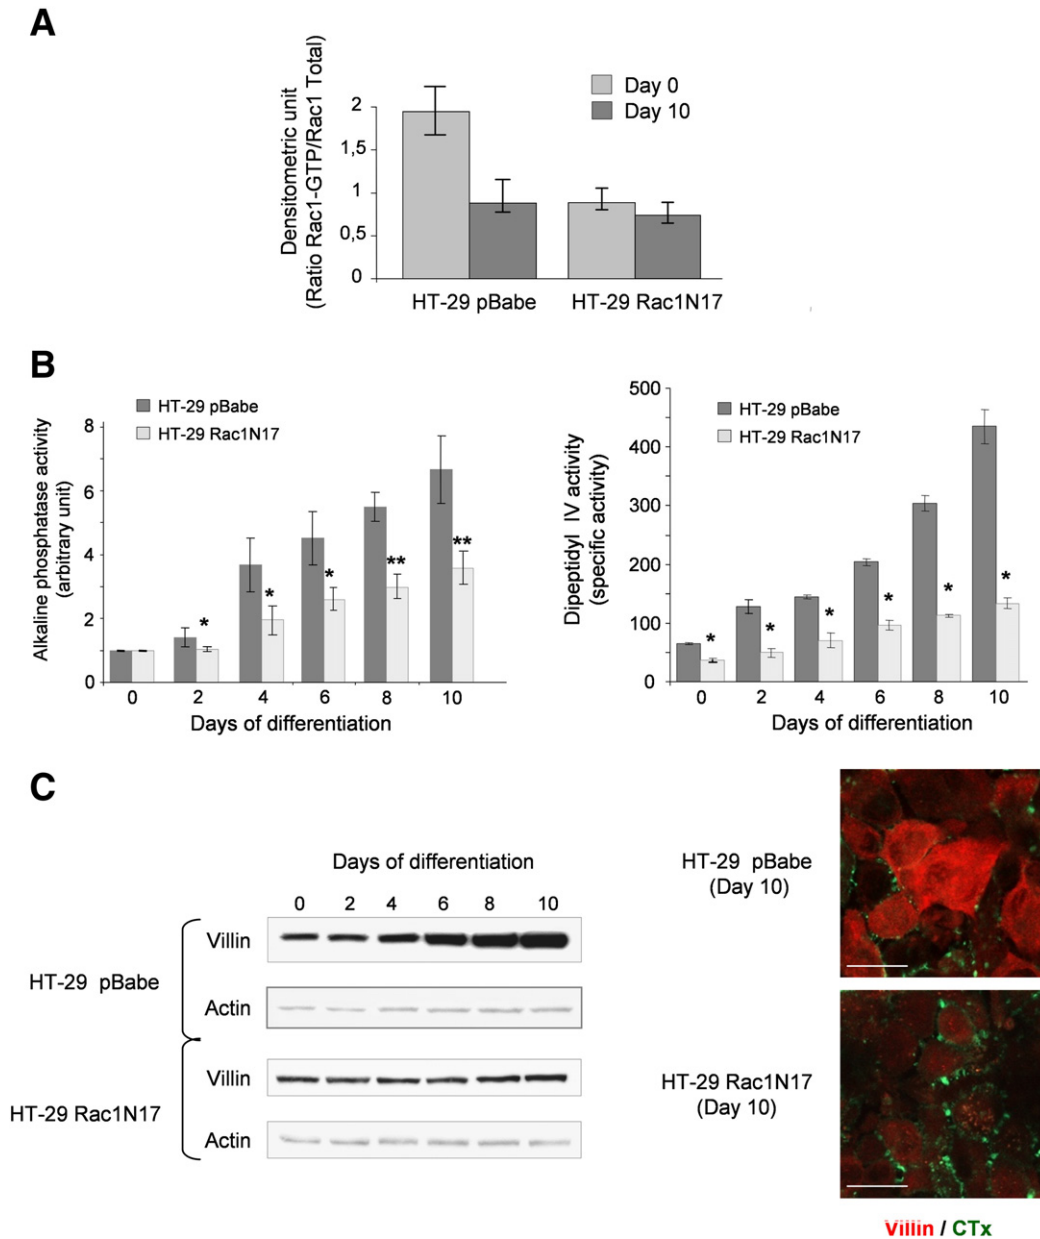 A
Densitometric unit
(Ratio Rac1-GTP/Rac1 Total)
2
1,5
1
0,5
0
Day 0
Day 10
HT-29 pBabe
HT-29 Rac1N17
B
Alkaline phosphatase activity
(arbitrary unit)
HT-29 pBabe
HT-29 Rac1N17
8
6
4
2
0
*
*
*
**
**
0 2 4 6 8 10
Days of differentiation
Dipeptidyl IV activity
(specific activity)
500
400
300
200
100
0
HT-29 pBabe
HT-29 Rac1N17
*
*
*
*
*
*
0 2 4 6 8 10
Days of differentiation
C
Days of differentiation
0 2 4 6 8 10
HT-29 pBabe
Villin
Actin
HT-29 Rac1N17
Villin
Actin
HT-29 pBabe
(Day 10)
HT-29 Rac1N17
(Day 10)
Villin / CTx